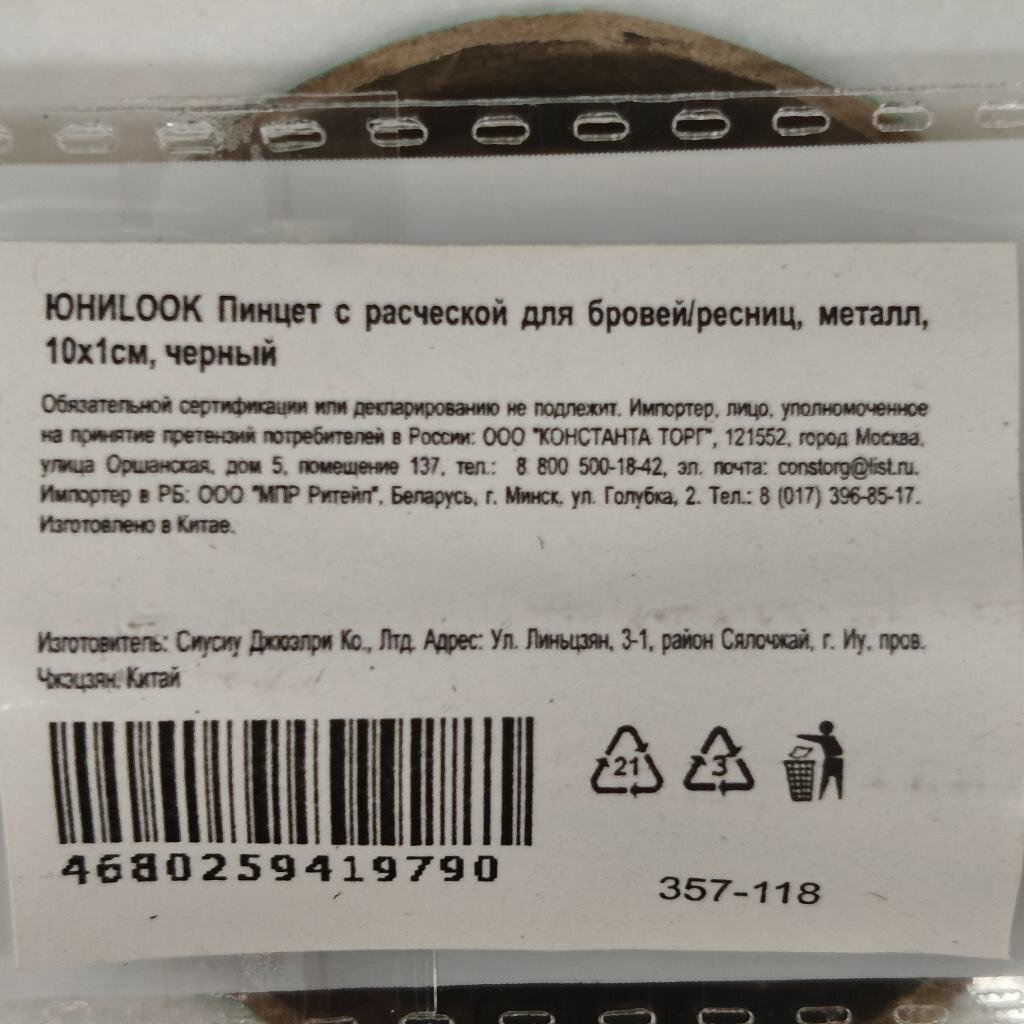 ЮНИLOOK Пинцет с расческой для бровей/ресниц, металл,
10х1см, черный
Обязательной сертификации или декларированию не подлежит. Импортер, лицо, уполномоченное
на принятие претензий потребителей в России: ООО "КОНСТАНТА ТОРГ", 121552, город Москва,
улица Оршанская, дом 5, помещение 137, тел.: 8 800 500-18-42, эл. почта: constorg@list.ru.
Импортер в РБ: ООО "МПР Ритейл", Беларусь, г. Минск, ул. Голубка, 2. Тел.: 8 (017) 396-85-17.
Изготовлено в Китае.
Изготовитель: Сиусиу Джюэлри Ко., Лтд. Адрес: Ул. Линьцзян, 3-1, район Сялочжай, г. Иу, пров.
Чжэцзян, Китай
21 3
4680259419790
357-118